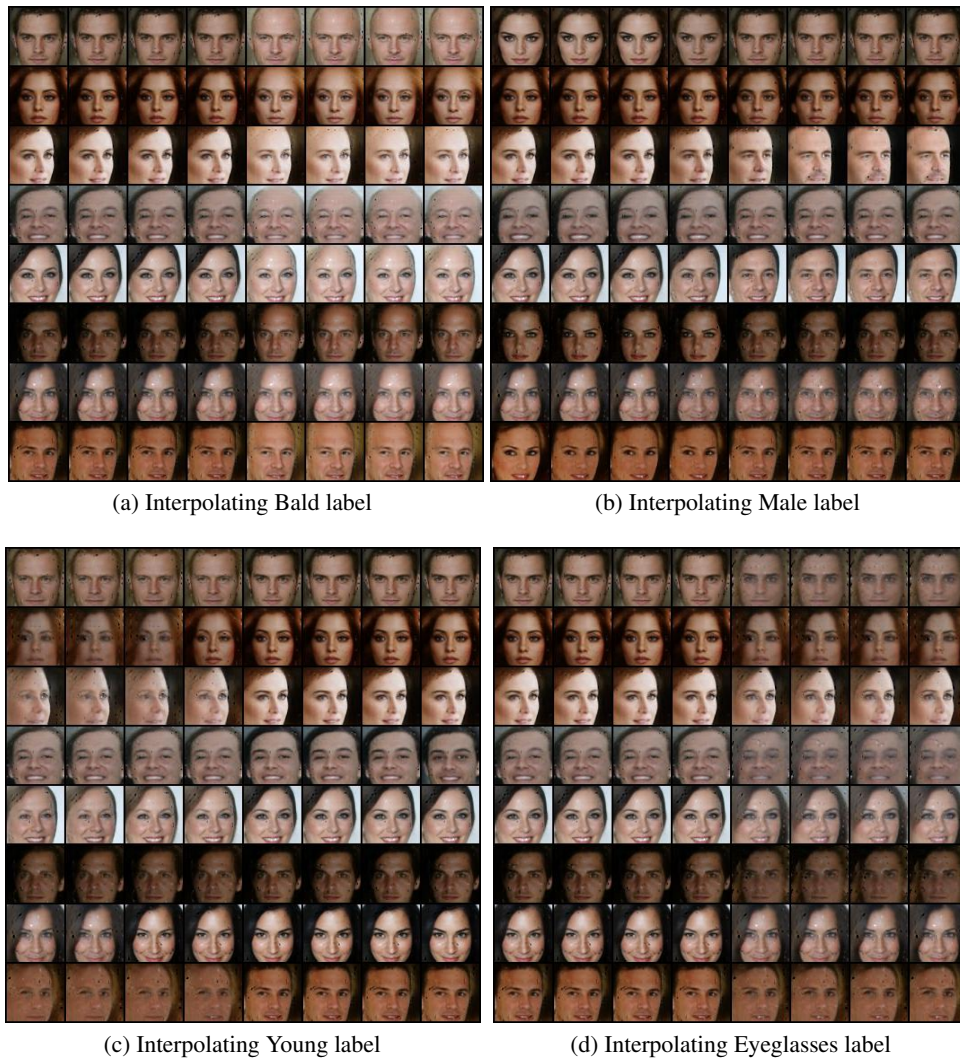 (a) Interpolating Bald label
(b) Interpolating Male label
(c) Interpolating Young label
(d) Interpolating Eyeglasses label